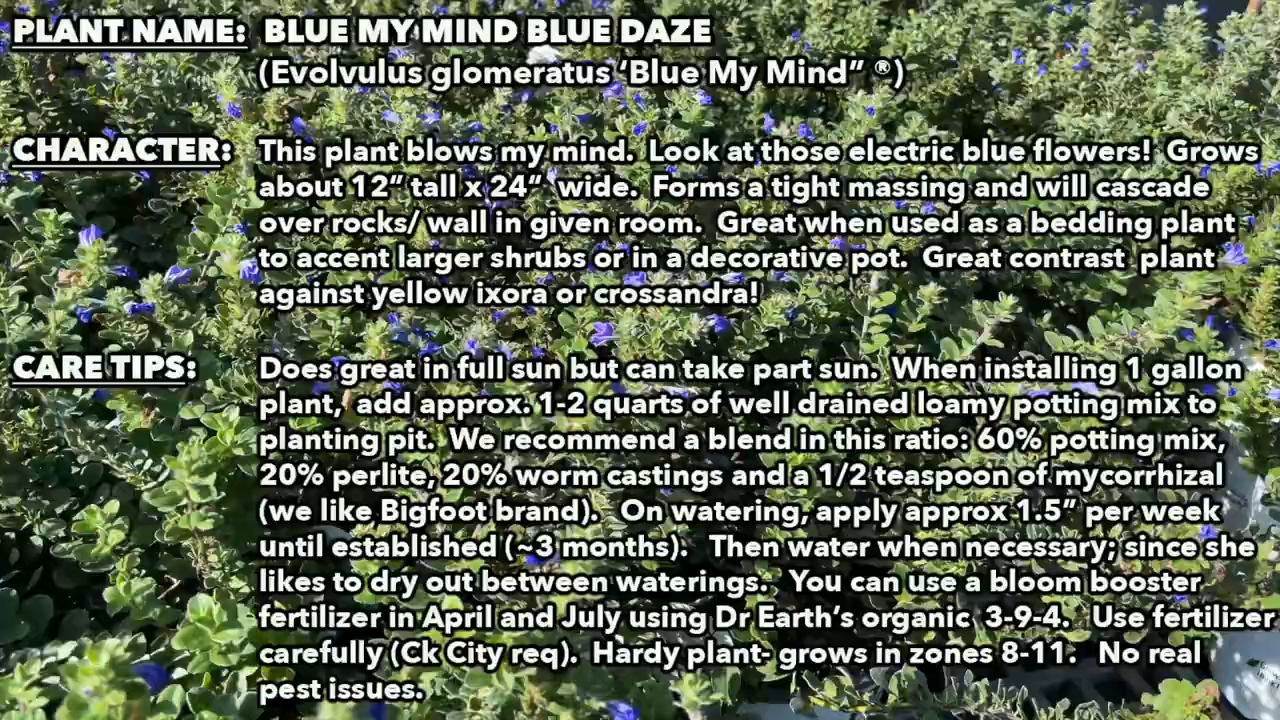 PLANT NAME: BLUE MY MIND BLUE DAZE
(Evolvulus glomeratus ‘Blue My Mind” ®)
CHARACTER: This plant blows my mind. Look at those electric blue flowers! Grows
about 12” tall x 24” wide. Forms a tight massing and will cascade
over rocks/ wall in given room. Great when used as a bedding plant
to accent larger shrubs or in a decorative pot. Great contrast plant
against yellow ixora or crossandra!
CARE TIPS: Does great in full sun but can take part sun. When installing 1 gallon
plant, add approx. 1-2 quarts of well drained loamy potting mix to
planting pit. We recommend a blend in this ratio: 60% potting mix,
20% perlite, 20% worm castings and a 1/2 teaspoon of mycorrhizal
(we like Bigfoot brand). On watering, apply approx 1.5” per week
until established (~3 months). Then water when necessary; since she
likes to dry out between waterings. You can use a bloom booster
fertilizer in April and July using Dr Earth’s organic 3-9-4. Use fertilizer
carefully (Ck City req). Hardy plant- grows in zones 8-11. No real
pest issues.